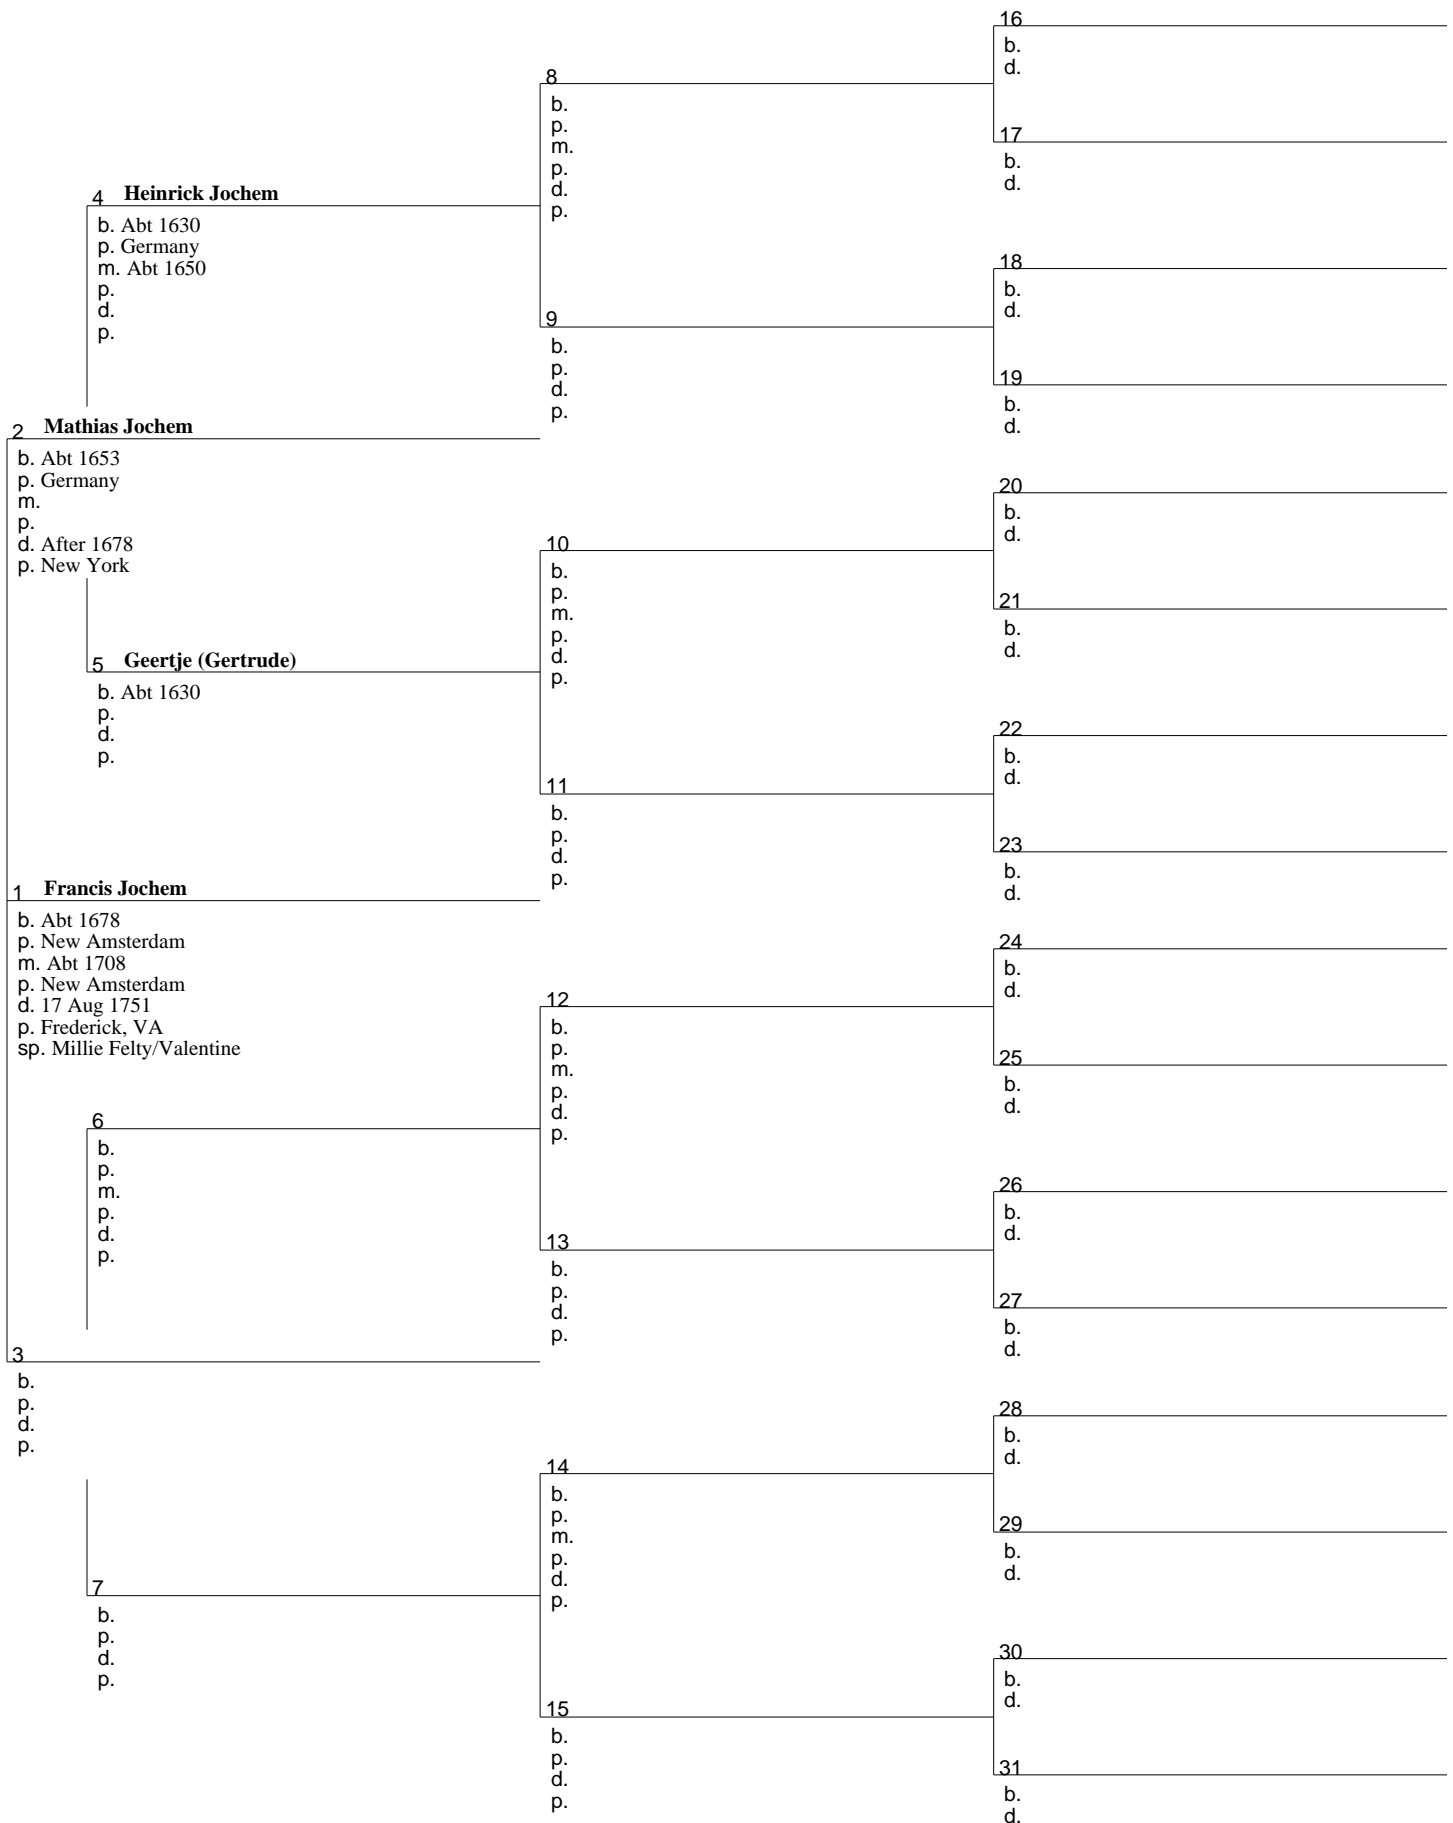 16
b.
d.
8
b.
p.
m.
p.
d.
p.
17
b.
d.
4 Heinrick Jochem
b. Abt 1630
p. Germany
m. Abt 1650
p.
d.
p.
18
b.
d.
9
b.
p.
d.
p.
19
b.
d.
2 Mathias Jochem
b. Abt 1653
p. Germany
m.
p.
d. After 1678
p. New York
20
b.
d.
10
b.
p.
m.
p.
d.
p.
21
b.
d.
5 Geertje (Gertrude)
b. Abt 1630
p.
d.
p.
22
b.
d.
11
b.
p.
d.
p.
23
b.
d.
1 Francis Jochem
b. Abt 1678
p. New Amsterdam
m. Abt 1708
p. New Amsterdam
d. 17 Aug 1751
p. Frederick, VA
sp. Millie Felty/Valentine
24
b.
d.
12
b.
p.
m.
p.
d.
p.
25
b.
d.
6
b.
p.
m.
p.
d.
p.
26
b.
d.
13
b.
p.
d.
p.
27
b.
d.
3
b.
p.
d.
p.
28
b.
d.
14
b.
p.
m.
p.
d.
p.
29
b.
d.
7
b.
p.
d.
p.
30
b.
d.
15
b.
p.
d.
p.
31
b.
d.